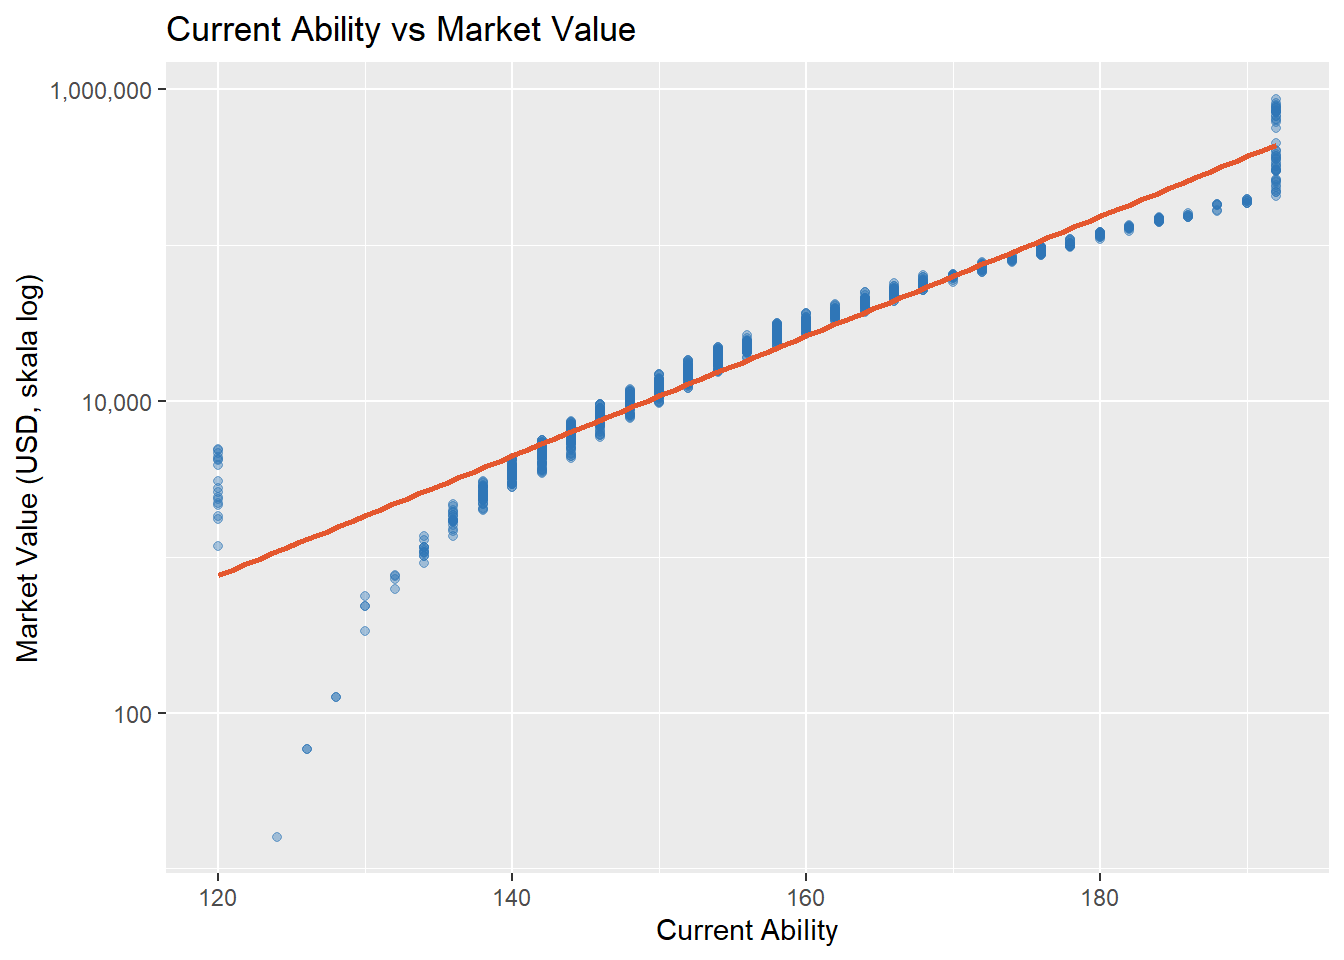 Current Ability vs Market Value
Market Value (USD, skala log)
1,000,000
10,000
100
120 140 160 180
Current Ability